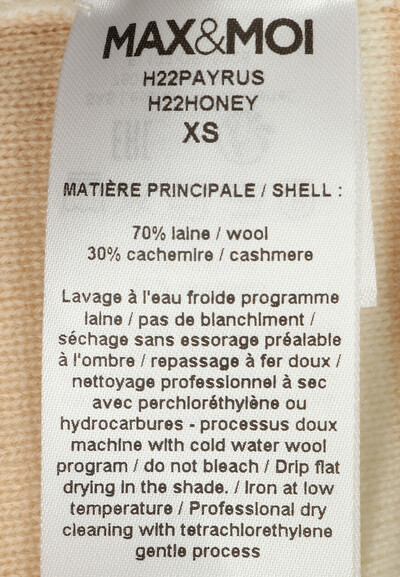 MAX&MOI
H22PAYRUS
H22HONEY
XS
MATIÈRE PRINCIPALE / SHELL :
70% laine / wool
30% cachemire / cashmere
Lavage à l'eau froide programme
laine / pas de blanchiment /
séchage sans essorage préalable
à l'ombre / repassage à fer doux /
nettoyage professionnel à sec
avec perchloréthylène ou
hydrocarbures - processus doux
machine with cold water wool
program / do not bleach / Drip flat
drying in the shade. / Iron at low
temperature / Professional dry
cleaning with tetrachlorethylene
gentle process